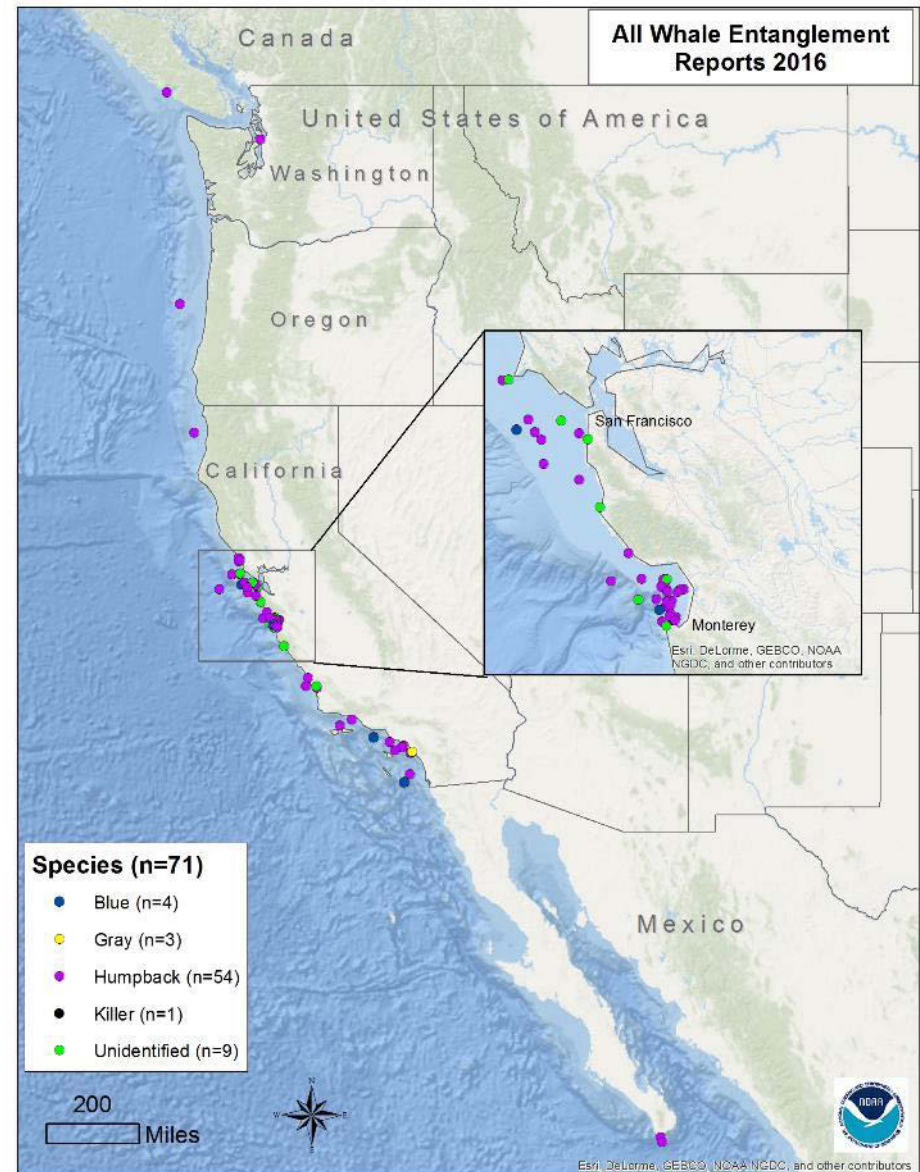 All Whale Entanglement
Reports 2016
Canada
United States of America
Washington
Oregon
California
San Francisco
Monterey
Esri, DeLorme, GEBCO, NOAA
NGDC, and other contributors
Mexico
Species (n=71)
Blue (n=4)
Gray (n=3)
Humpback (n=54)
Killer (n=1)
Unidentified (n=9)
200
Miles
N
W
E
S
NOAA
Esri, DeLorme, GEBCO, NOAA NGDC, and other contributors